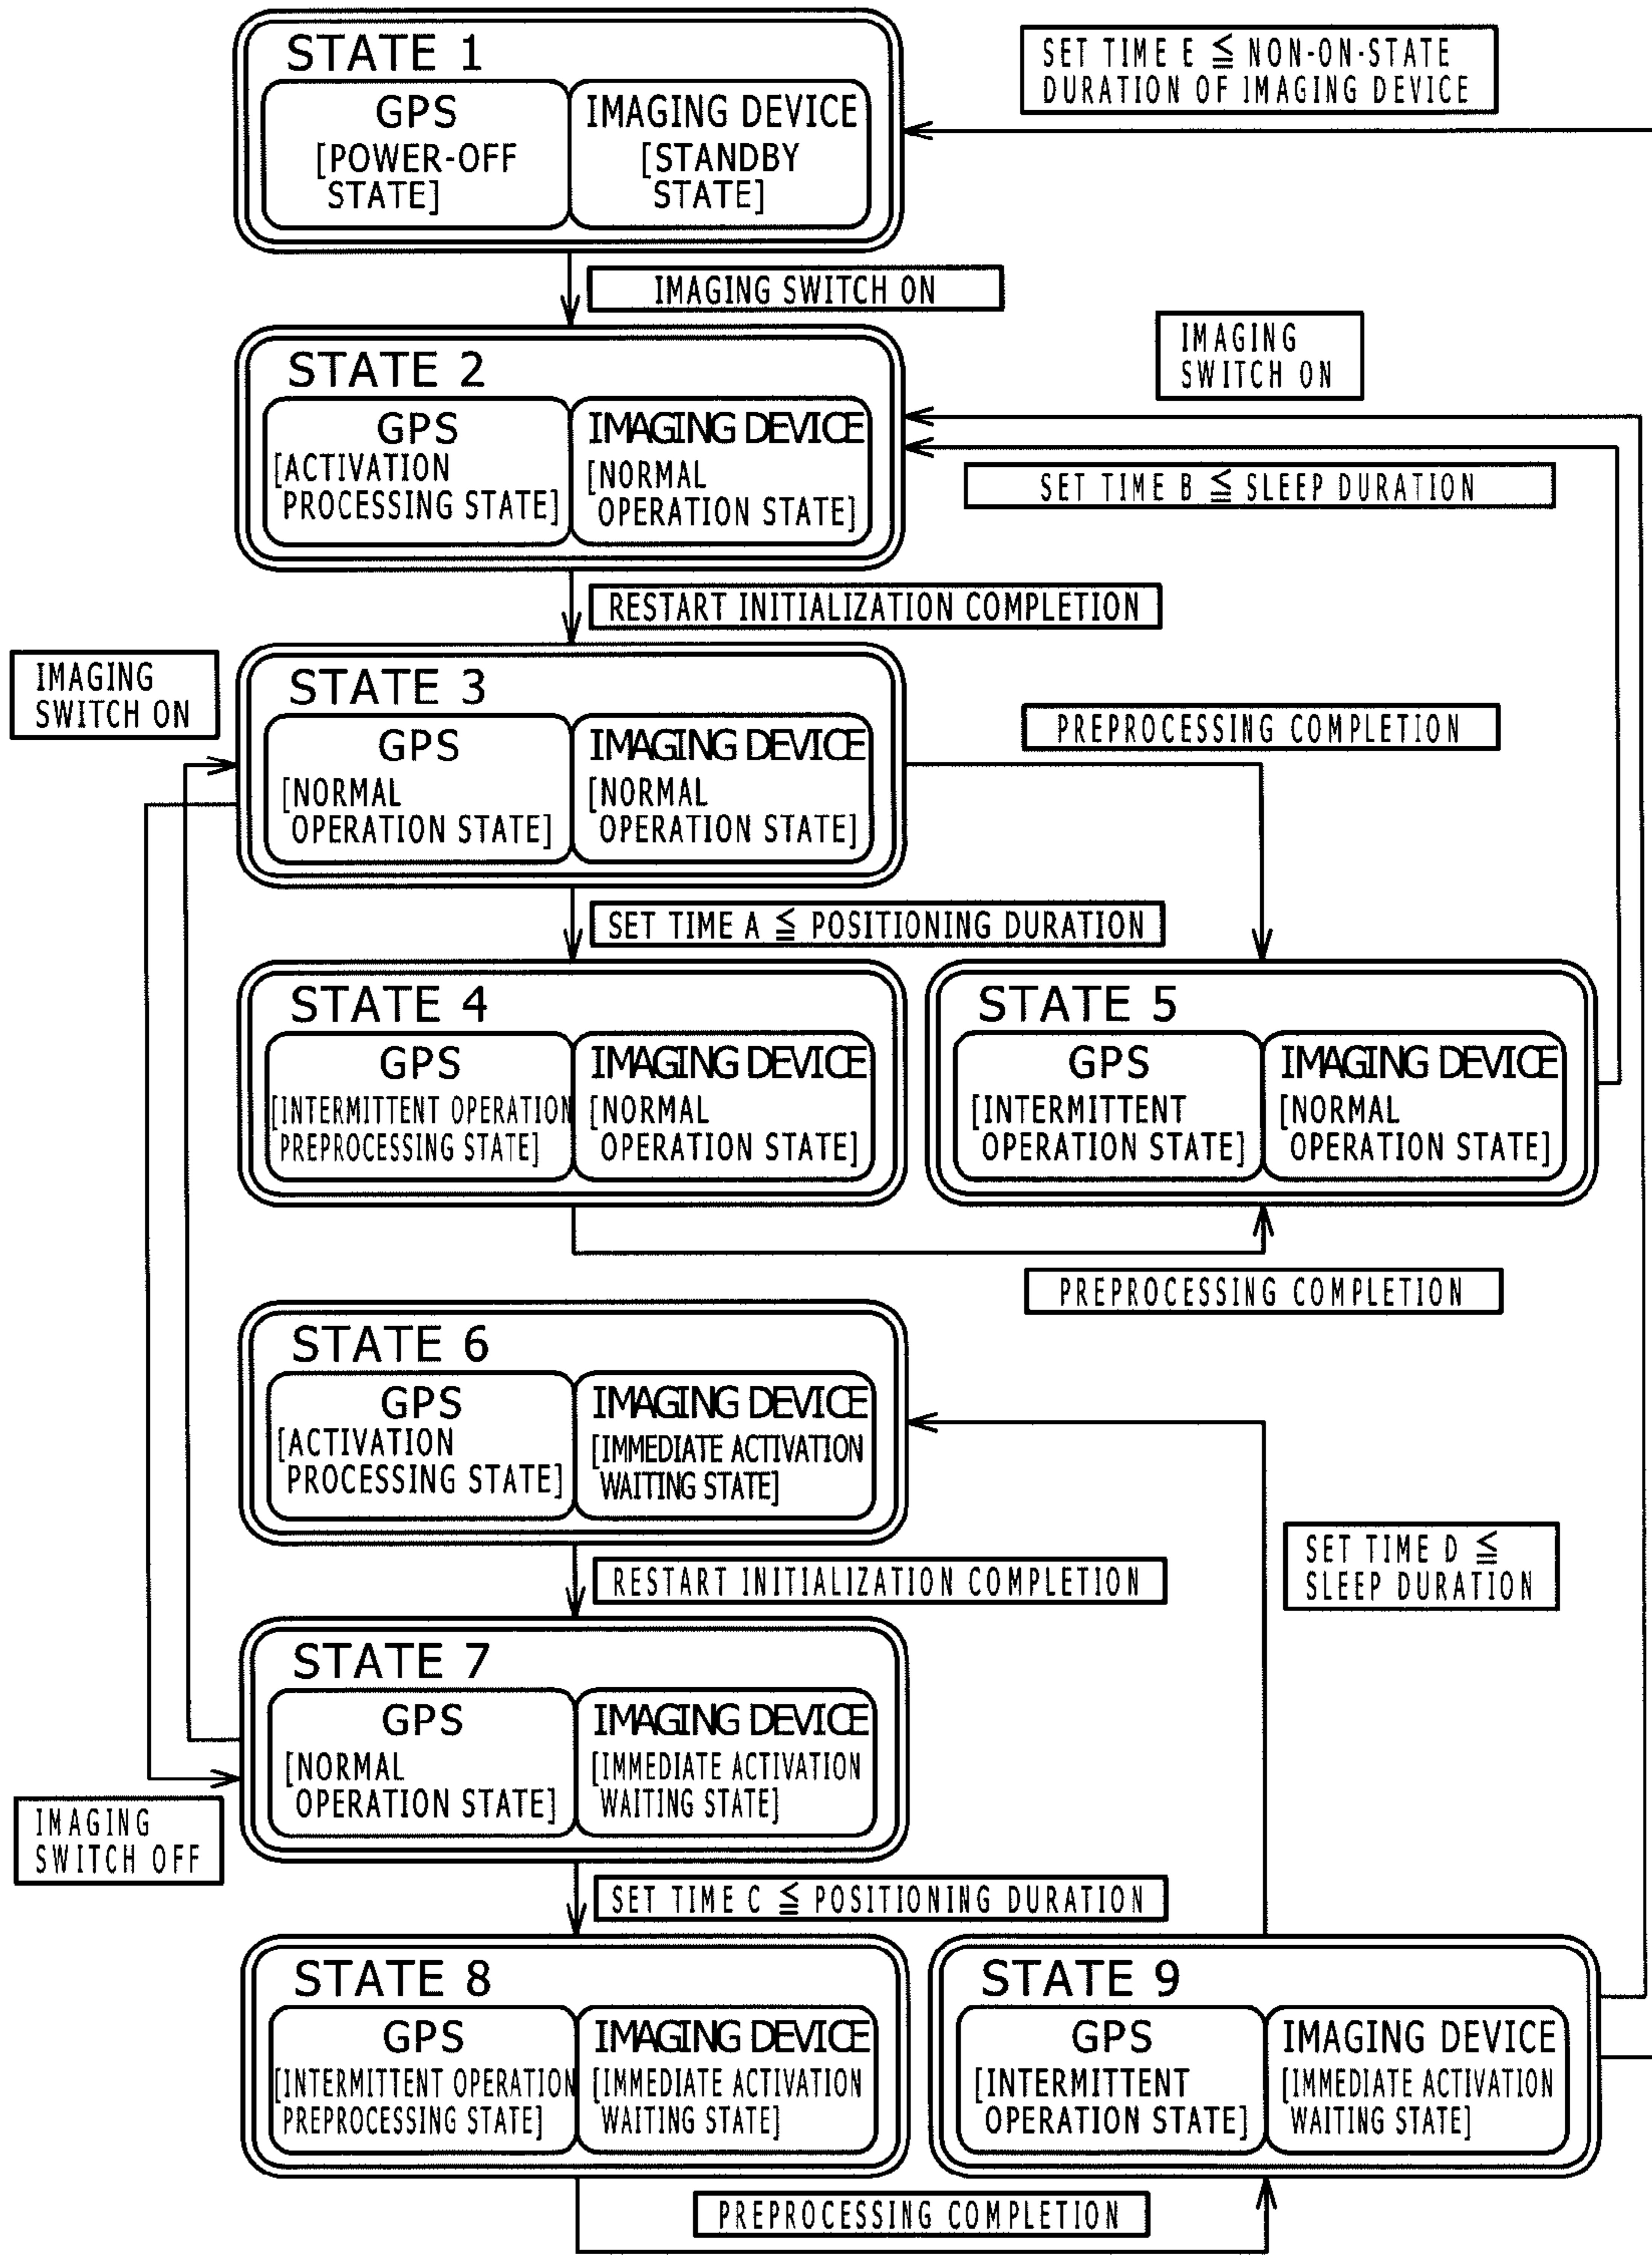 STATE 1
GPS
[POWER-OFF
STATE]
IMAGING DEVICE
[STANDBY
STATE]
SET TIME E ≦ NON-ON-STATE
DURATION OF IMAGING DEVICE
IMAGING SWITCH ON
STATE 2
GPS
[ACTIVATION
PROCESSING STATE]
IMAGING DEVICE
[NORMAL
OPERATION STATE]
IMAGING
SWITCH ON
SET TIME B ≦ SLEEP DURATION
RESTART INITIALIZATION COMPLETION
IMAGING
SWITCH ON
STATE 3
GPS
[NORMAL
OPERATION STATE]
IMAGING DEVICE
[NORMAL
OPERATION STATE]
PREPROCESSING COMPLETION
SET TIME A ≦ POSITIONING DURATION
STATE 4
GPS
[INTERMITTENT OPERATION
PREPROCESSING STATE]
IMAGING DEVICE
[NORMAL
OPERATION STATE]
STATE 5
GPS
[INTERMITTENT
OPERATION STATE]
IMAGING DEVICE
[NORMAL
OPERATION STATE]
PREPROCESSING COMPLETION
STATE 6
GPS
[ACTIVATION
PROCESSING STATE]
IMAGING DEVICE
[IMMEDIATE ACTIVATION
WAITING STATE]
SET TIME D ≦
SLEEP DURATION
RESTART INITIALIZATION COMPLETION
STATE 7
GPS
[NORMAL
OPERATION STATE]
IMAGING DEVICE
[IMMEDIATE ACTIVATION
WAITING STATE]
IMAGING
SWITCH OFF
SET TIME C ≦ POSITIONING DURATION
STATE 8
GPS
[INTERMITTENT OPERATION
PREPROCESSING STATE]
IMAGING DEVICE
[IMMEDIATE ACTIVATION
WAITING STATE]
STATE 9
GPS
[INTERMITTENT
OPERATION STATE]
IMAGING DEVICE
[IMMEDIATE ACTIVATION
WAITING STATE]
PREPROCESSING COMPLETION